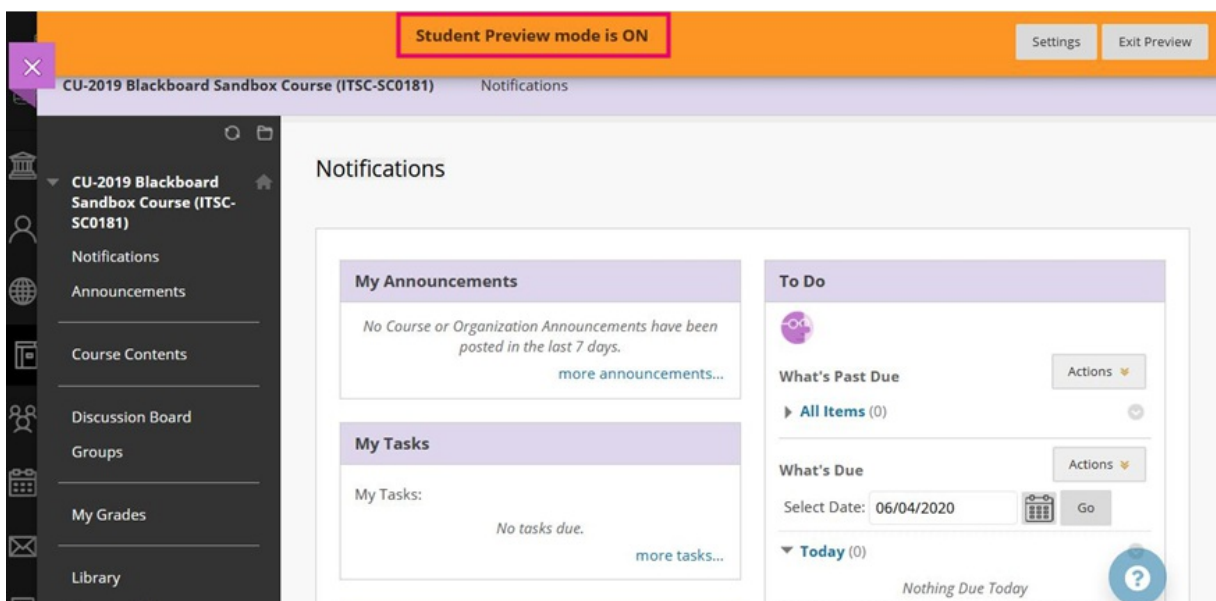 Student Preview mode is ON
Settings
Exit Preview
CU-2019 Blackboard Sandbox Course (ITSC-SC0181)
Notifications
CU-2019 Blackboard
Sandbox Course (ITSC-
SC0181)
Notifications
Announcements
Course Contents
Discussion Board
Groups
My Grades
Library
Notifications
My Announcements
No Course or Organization Announcements have been
posted in the last 7 days.
more announcements...
My Tasks
My Tasks:
No tasks due.
more tasks...
To Do
What's Past Due
Actions
All Items (0)
What's Due
Actions
Select Date: 06/04/2020
Go
Today (0)
Nothing Due Today
?